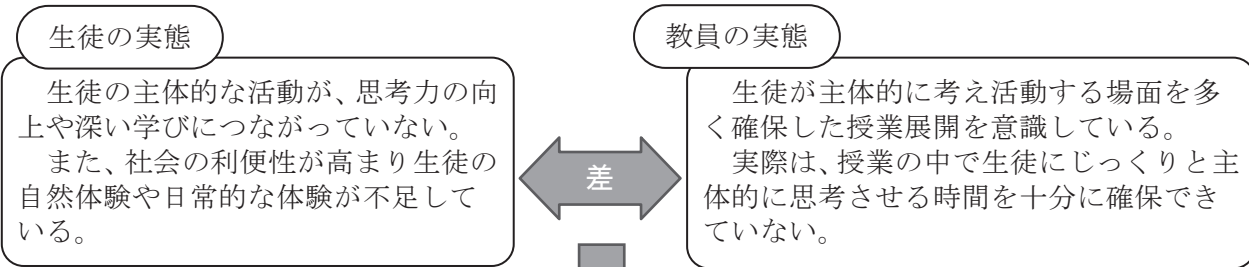 生徒の実態
生徒の主体的な活動が、思考力の向
上や深い学びにつながっていない。
また、社会の利便性が高まり生徒の
自然体験や日常的な体験が不足して
いる。
差
教員の実態
生徒が主体的に考え活動する場面を多
く確保した授業展開を意識している。
実際は、授業の中で生徒にじっくりと主
体的に思考させる時間を十分に確保でき
ていない。